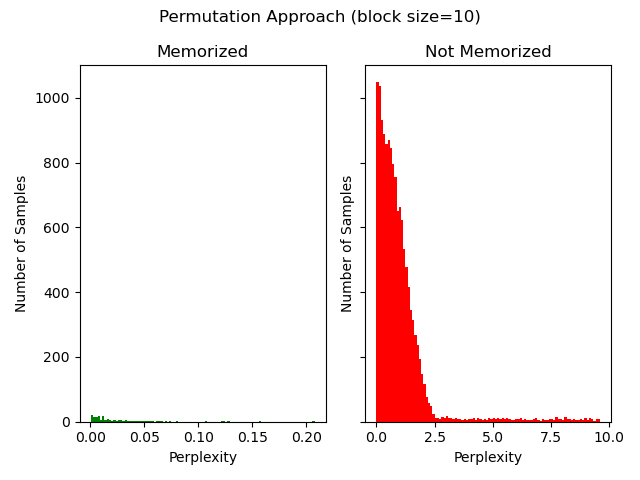 Permutation Approach (block size=10)
Memorized
Not Memorized
Number of Samples
1000
800
600
400
200
0
0.00 0.05 0.10 0.15 0.20
Perplexity
Number of Samples
0.0 2.5 5.0 7.5 10.0
Perplexity